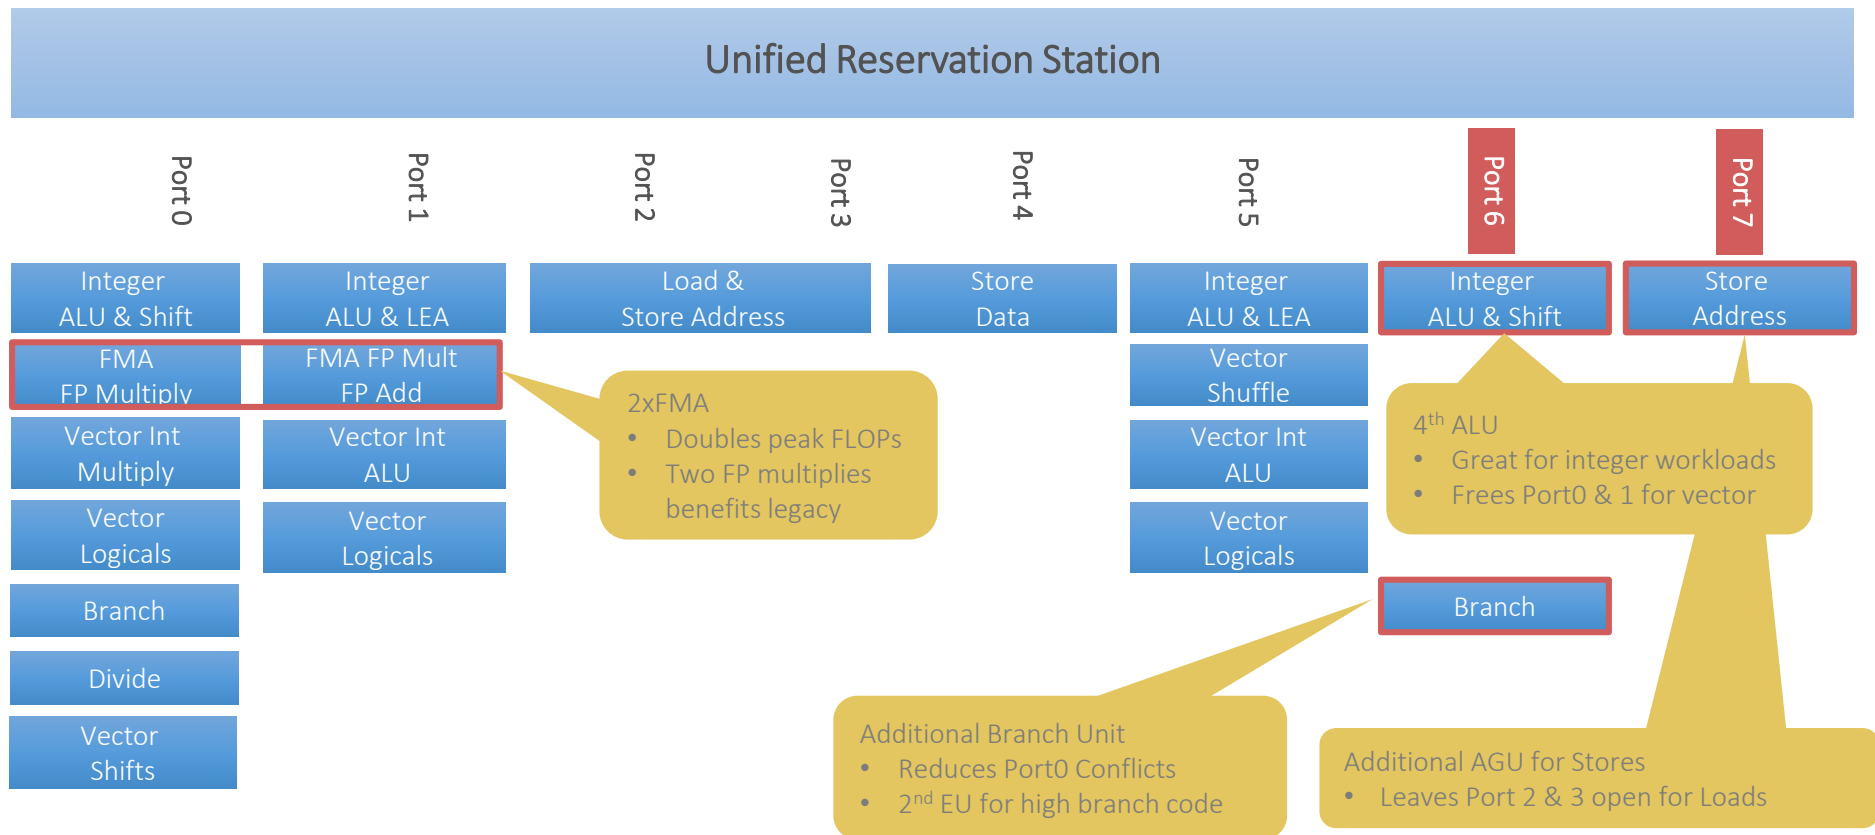 Unified Reservation Station
Port 0
Port 1
Port 2
Port 3
Port 4
Port 5
Port 6
Port 7
Integer
ALU & Shift
Integer
ALU & LEA
Load &
Store Address
Store
Data
Integer
ALU & LEA
Integer
ALU & Shift
Store
Address
FMA
FP Multiply
FMA FP Mult
FP Add
Vector
Shuffle
2xFMA
• Doubles peak FLOPs
• Two FP multiplies
benefits legacy
4th ALU
• Great for integer workloads
• Frees Port0 & 1 for vector
Vector Int
Multiply
Vector Int
ALU
Vector Int
ALU
Vector
Logicals
Vector
Logicals
Vector
Logicals
Branch
Branch
Divide
Vector
Shifts
Additional Branch Unit
• Reduces Port0 Conflicts
• 2nd EU for high branch code
Additional AGU for Stores
• Leaves Port 2 & 3 open for Loads